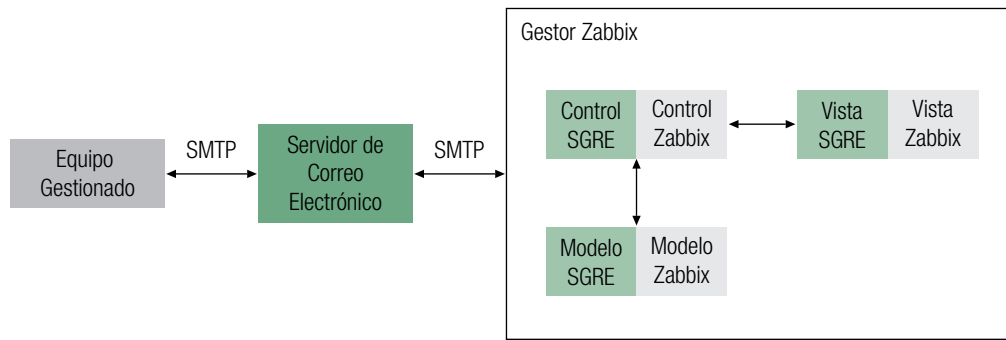 Gestor Zabbix
Equipo
Gestionado
SMTP
Servidor de
Correo
Electrónico
SMTP
Control
SGRE
Control
Zabbix
Vista
SGRE
Vista
Zabbix
Modelo
SGRE
Modelo
Zabbix